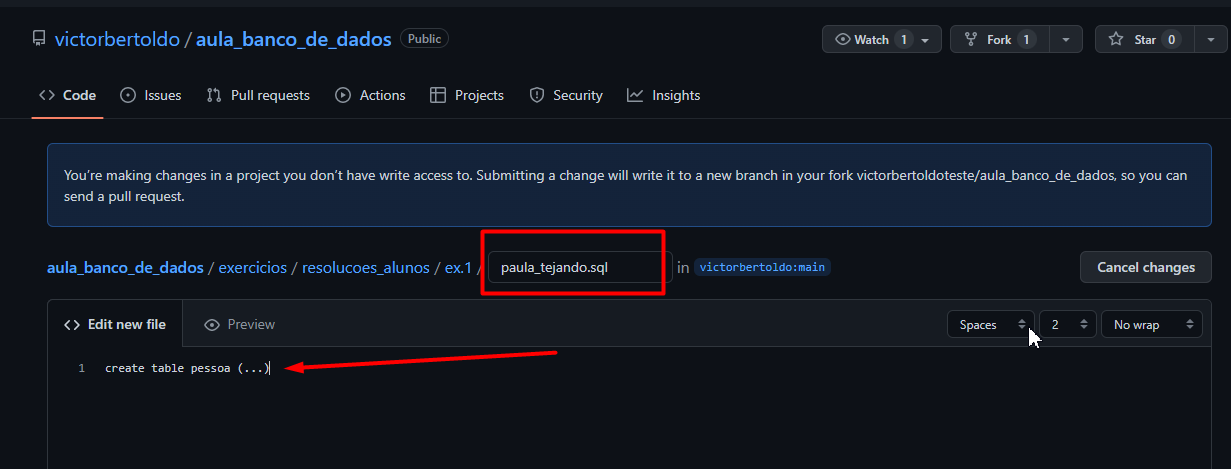 victorbertoldo / aula_banco_de_dados Public
Watch 1 Fork 1 Star 0
Code Issues Pull requests Actions Projects Security Insights
You're making changes in a project you don't have write access to. Submitting a change will write it to a new branch in your fork victorbertoldoteste/aula_banco_de_dados, so you can
send a pull request.
aula_banco_de_dados / exercicios / resolucoes_alunos / ex.1 / paula_tejando.sql in victorbertoldo:main Cancel changes
<> Edit new file Preview Spaces 2 No wrap
1 create table pessoa (...)